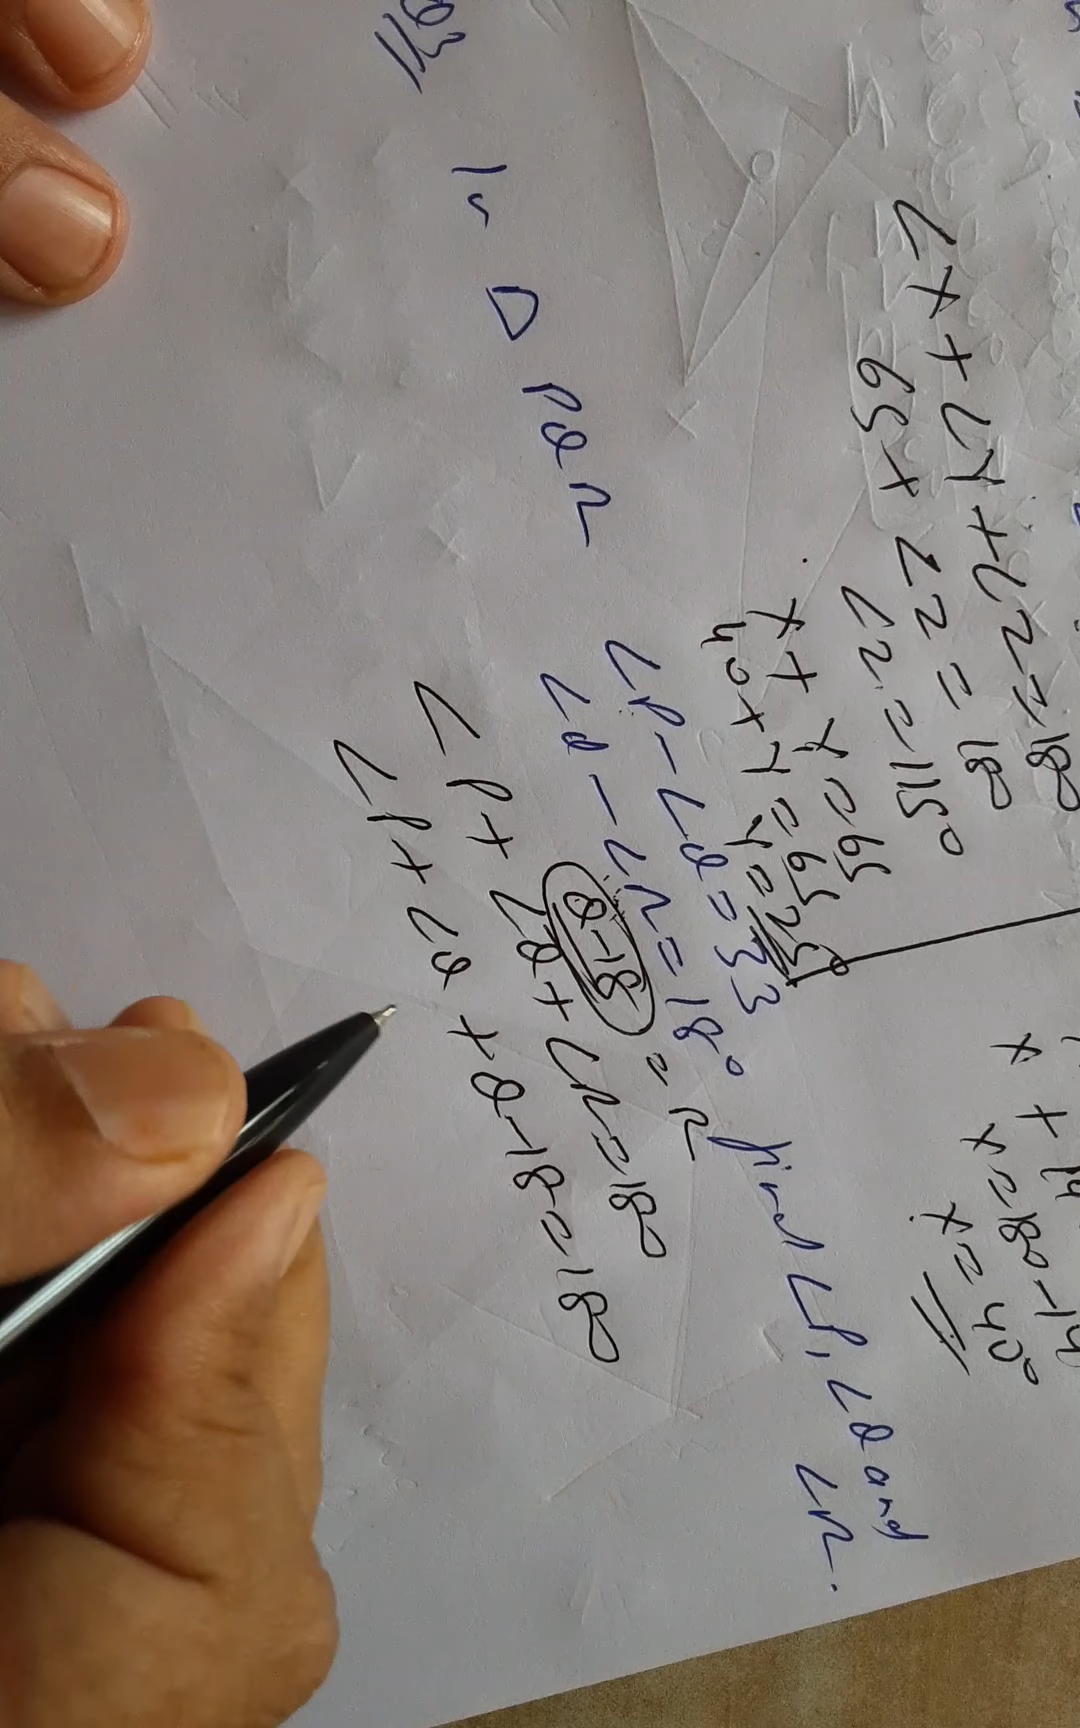 ∠x + ∠y + ∠z = 180
65 + ∠z = 180
∠z = 115°
x + y = 65
40 + y = 65
y = 25°
x = 40°
Q3//
In Δ PQR
∠P - ∠Q = 33
∠Q - ∠R = 18° find ∠P, ∠Q and
∠R.
Q-18 = R
∠P + ∠Q + ∠R = 180
∠P + ∠Q + Q-18 = 180